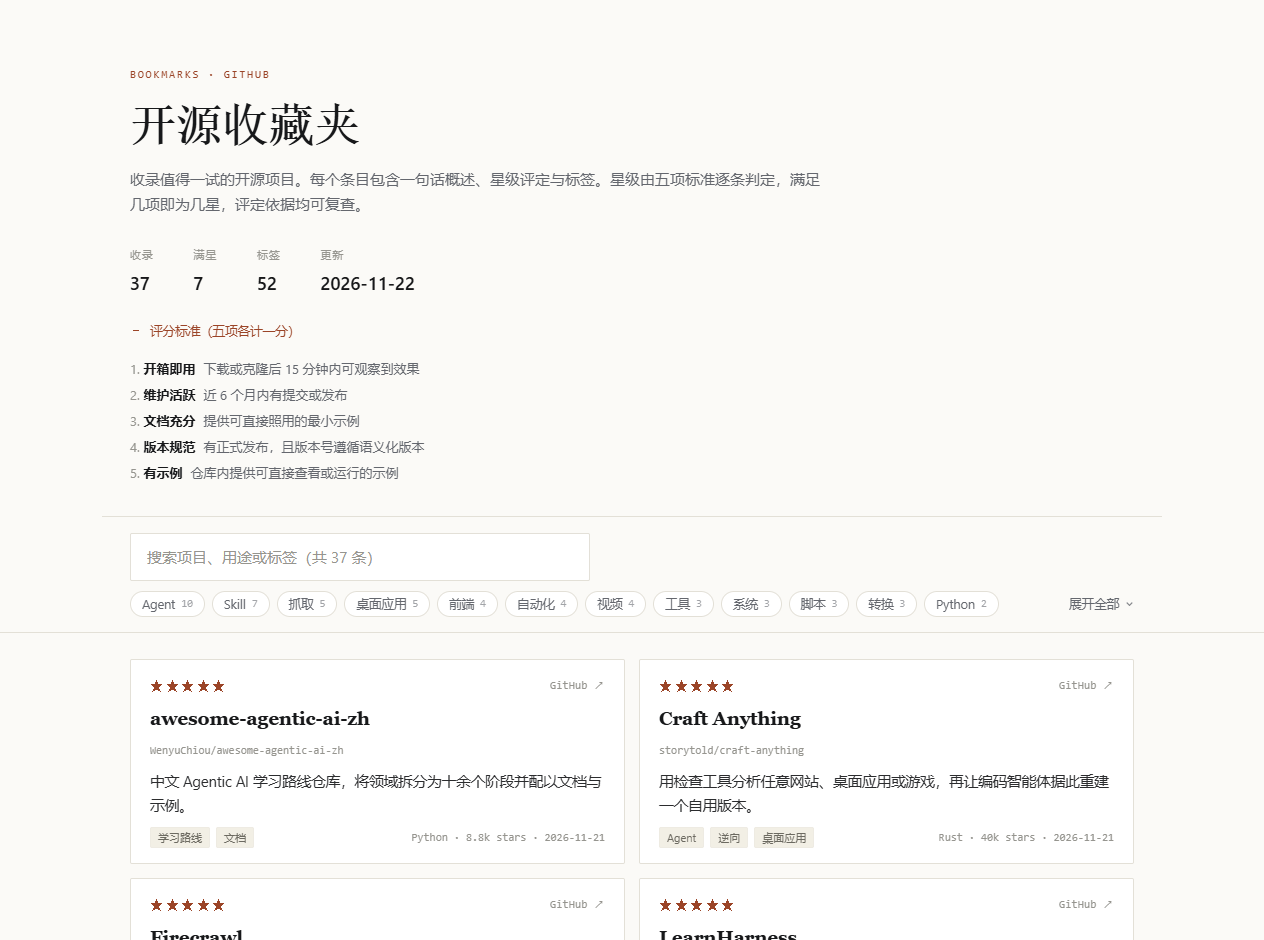 BOOKMARKS · GITHUB
开源收藏夹
收录值得一试的开源项目。每个条目包含一句话概述、星级评定与标签。星级由五项标准逐条判定，满足
几项即为几星，评定依据均可复查。
收录 满星 标签 更新
37 7 52 2026-11-22
− 评分标准（五项各计一分）
1. 开箱即用 下载或克隆后 15 分钟内可观察到效果
2. 维护活跃 近 6 个月内有提交或发布
3. 文档充分 提供可直接照用的最小示例
4. 版本规范 有正式发布，且版本号遵循语义化版本
5. 有示例 仓库内提供可直接查看或运行的示例
搜索项目、用途或标签（共 37 条）
Agent 10 Skill 7 抓取 5 桌面应用 5 前端 4 自动化 4 视频 4 工具 3 系统 3 脚本 3 转换 3 Python 2 展开全部
★★★★★ GitHub ↗
awesome-agentic-ai-zh
WenyuChiou/awesome-agentic-ai-zh
中文 Agentic AI 学习路线仓库，将领域拆分为十余个阶段并配以文档与
示例。
学习路线 文档 Python · 8.8k stars · 2026-11-21
★★★★★ GitHub ↗
Craft Anything
storytold/craft-anything
用检查工具分析任意网站、桌面应用或游戏，再让编码智能体据此重建
一个自用版本。
Agent 逆向 桌面应用 Rust · 40k stars · 2026-11-21
★★★★★ GitHub ↗
Firecrawl
★★★★★ GitHub ↗
LearnHarness